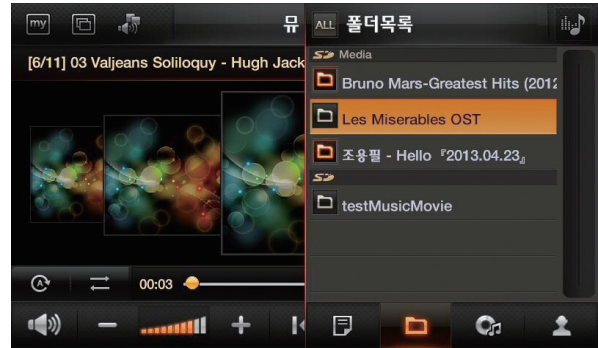 my
뮤
ALL 폴더목록
[6/11] 03 Valjeans Soliloquy - Hugh Jack
Media
Bruno Mars-Greatest Hits (2012
Les Miserables OST
조용필 - Hello 『2013.04.23』
testMusicMovie
A
00:03